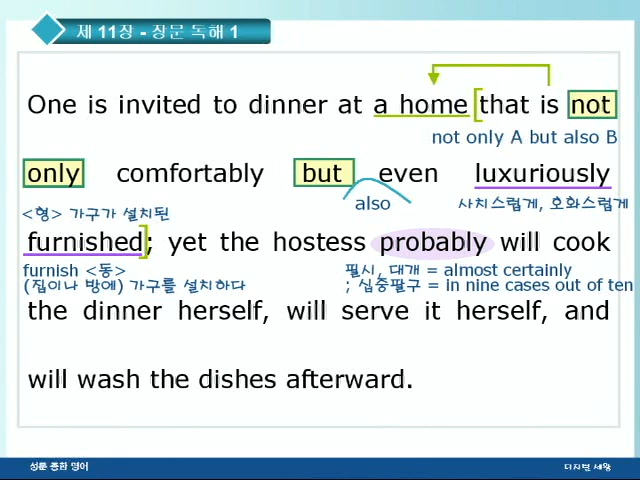 제 11장 - 장문 독해 1
One is invited to dinner at a home that is not
not only A but also B
only comfortably but even luxuriously
also 사치스럽게, 호화스럽게
<형> 가구가 설치된
furnished; yet the hostess probably will cook
furnish <동> 필시, 대개 = almost certainly
(집이나 방에) 가구를 설치하다 ; 십중팔구 = in nine cases out of ten
the dinner herself, will serve it herself, and
will wash the dishes afterward.
성문 종합 영어 디지털 세왕